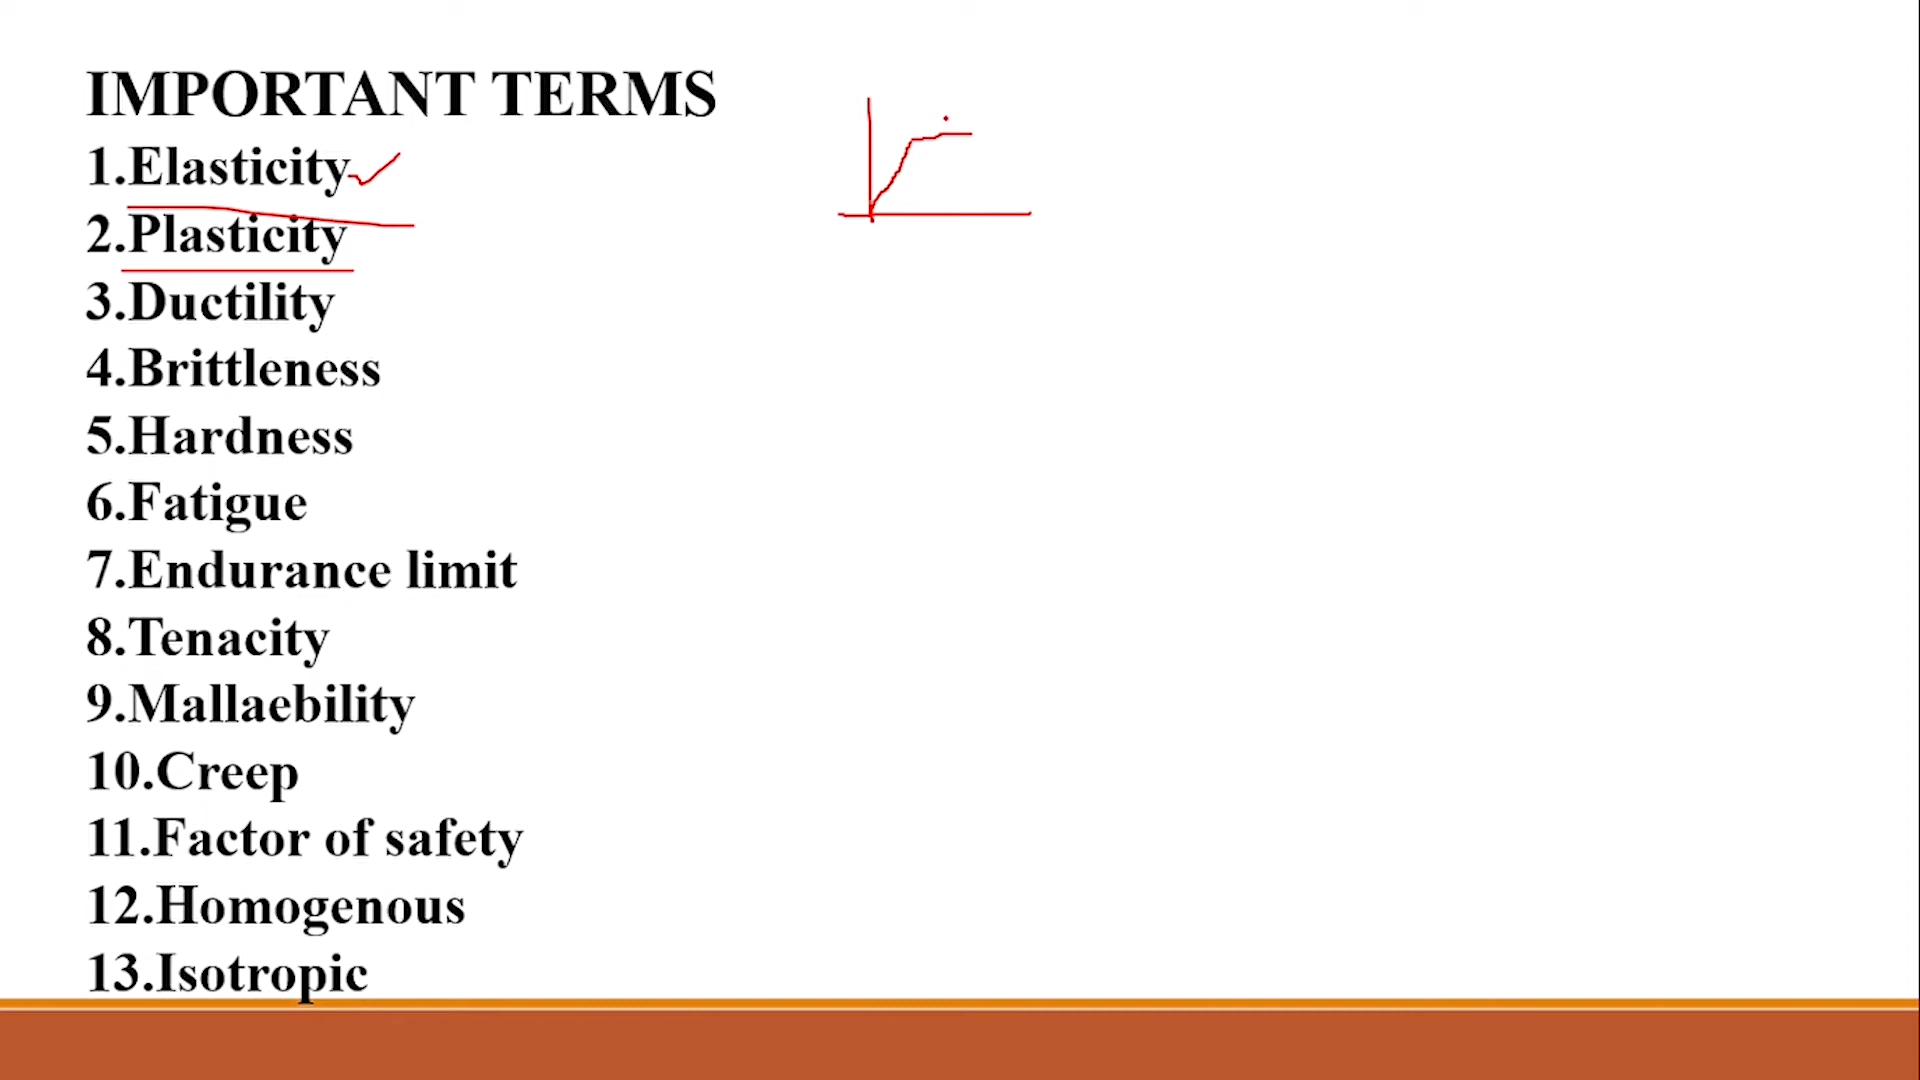 IMPORTANT TERMS
1.Elasticity
2.Plasticity
3.Ductility
4.Brittleness
5.Hardness
6.Fatigue
7.Endurance limit
8.Tenacity
9.Mallaebility
10.Creep
11.Factor of safety
12.Homogenous
13.Isotropic